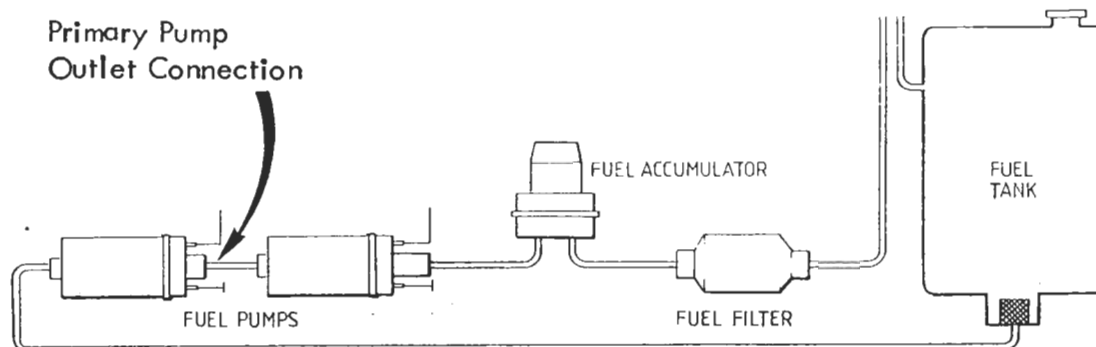 Primary Pump
Outlet Connection
FUEL ACCUMULATOR
FUEL
TANK
FUEL PUMPS
FUEL FILTER